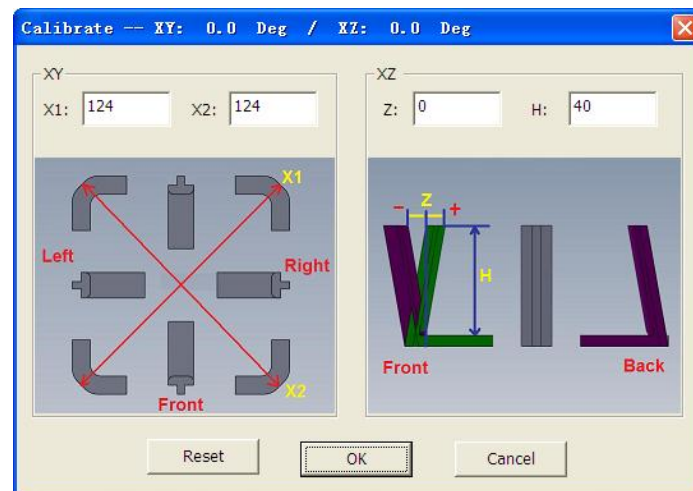 Calibrate -- XY: 0.0 Deg / XZ: 0.0 Deg
XY
X1: 124 X2: 124
X1
Left
Right
X2
Front
XZ
Z: 0 H: 40
- Z +
H
Front
Back
Reset OK Cancel